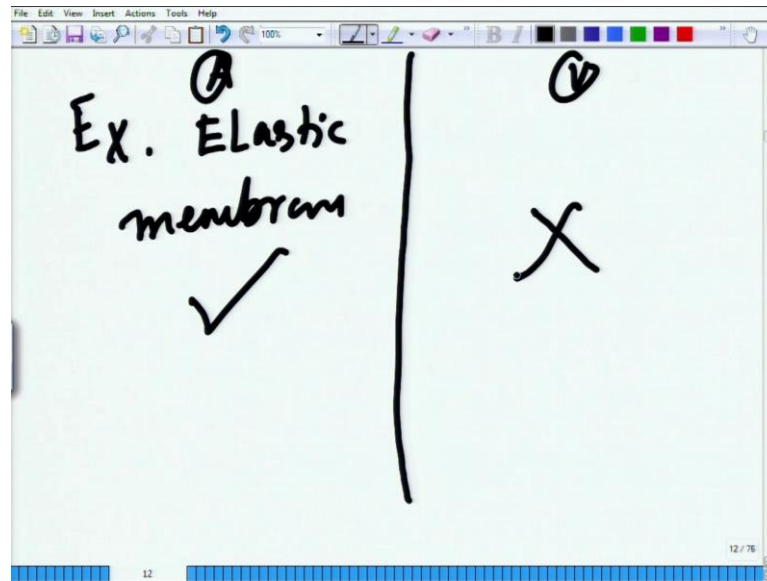 File Edit View Insert Actions Tools Help
100%
B I
A
V
Ex. ELastic
membran
12/76
12